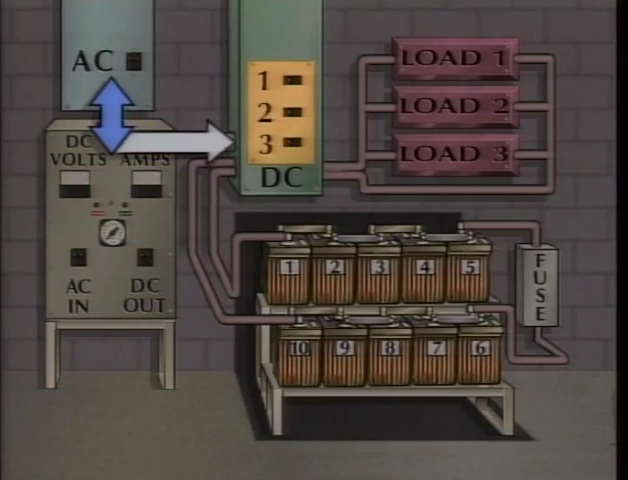 AC
1
2
3
DC
LOAD 1
LOAD 2
LOAD 3
DC VOLTS
AMPS
AC IN
DC OUT
1 2 3 4 5
10 9 8 7 6
FUSE